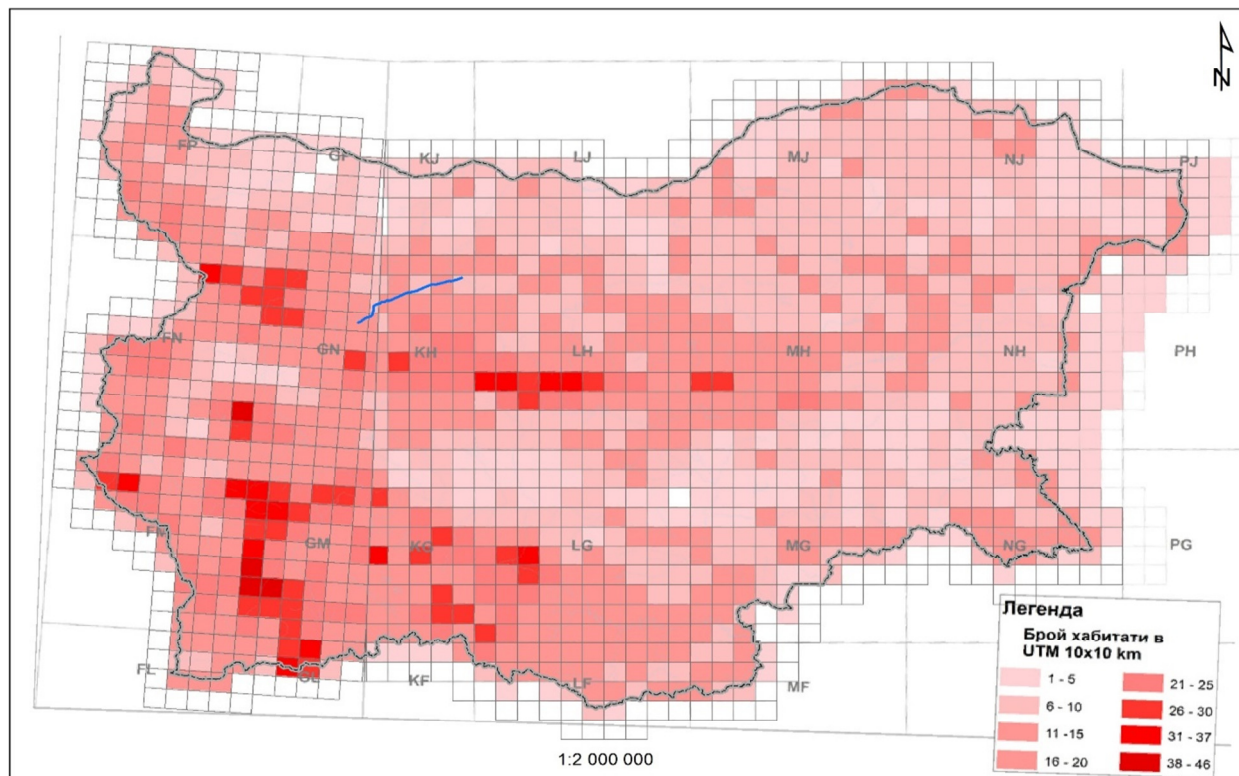 N
FP GP KJ LJ MJ NJ PJ
FN GN KH LH MH NH PH
FM GM KG LG MG NG PG
FL GL KF LF MF
Легенда
Брой хабитати в
UTM 10x10 km
1 - 5
6 - 10
11 -15
16 - 20
21 - 25
26 - 30
31 - 37
38 - 46
1:2 000 000